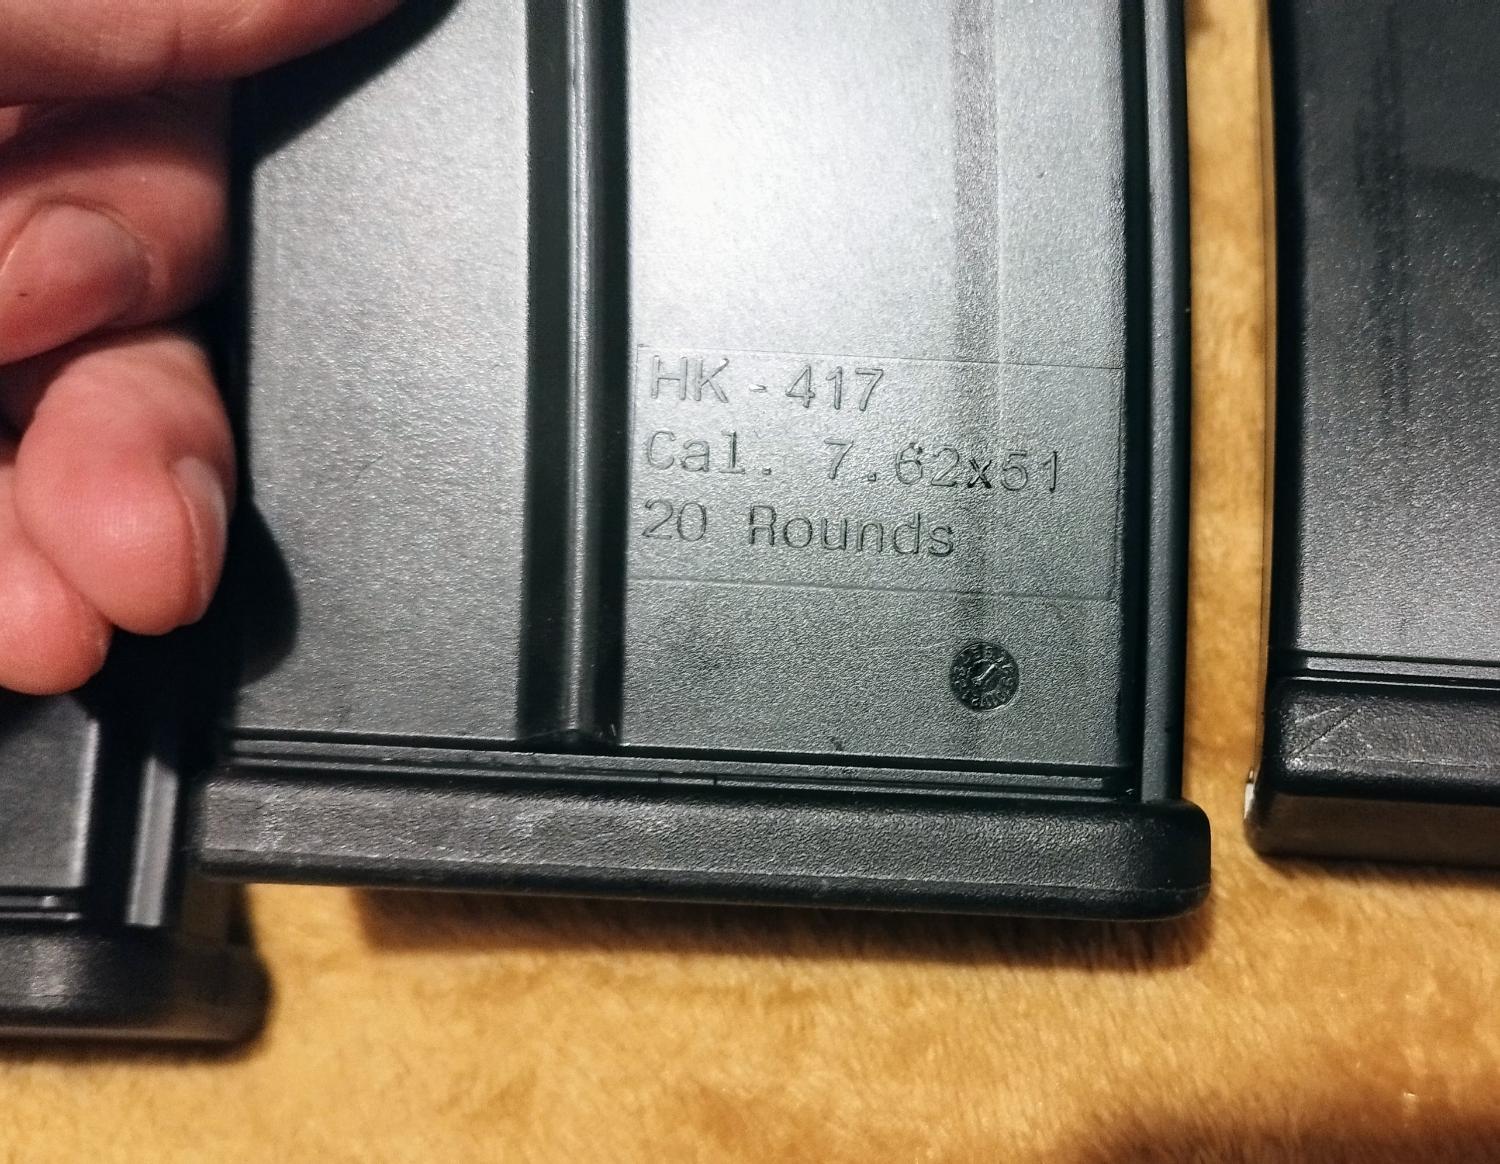 HK - 417
Cal. 7.62x51
20 Rounds